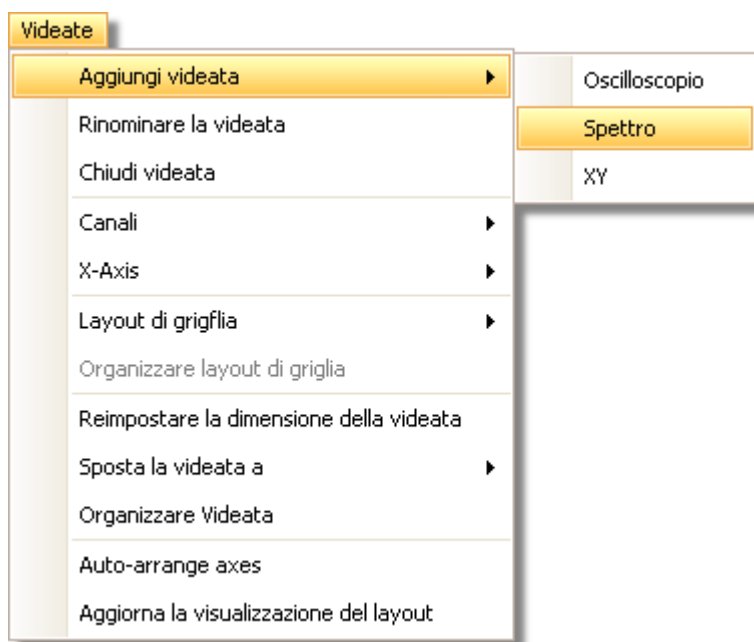 Videate
Aggiungi videata
Rinominare la videata
Chiudi videata
Canali
X-Axis
Layout di grigflia
Organizzare layout di griglia
Reimpostare la dimensione della videata
Sposta la videata a
Organizzare Videata
Auto-arrange axes
Aggiorna la visualizzazione del layout
Oscilloscopio
Spettro
XY